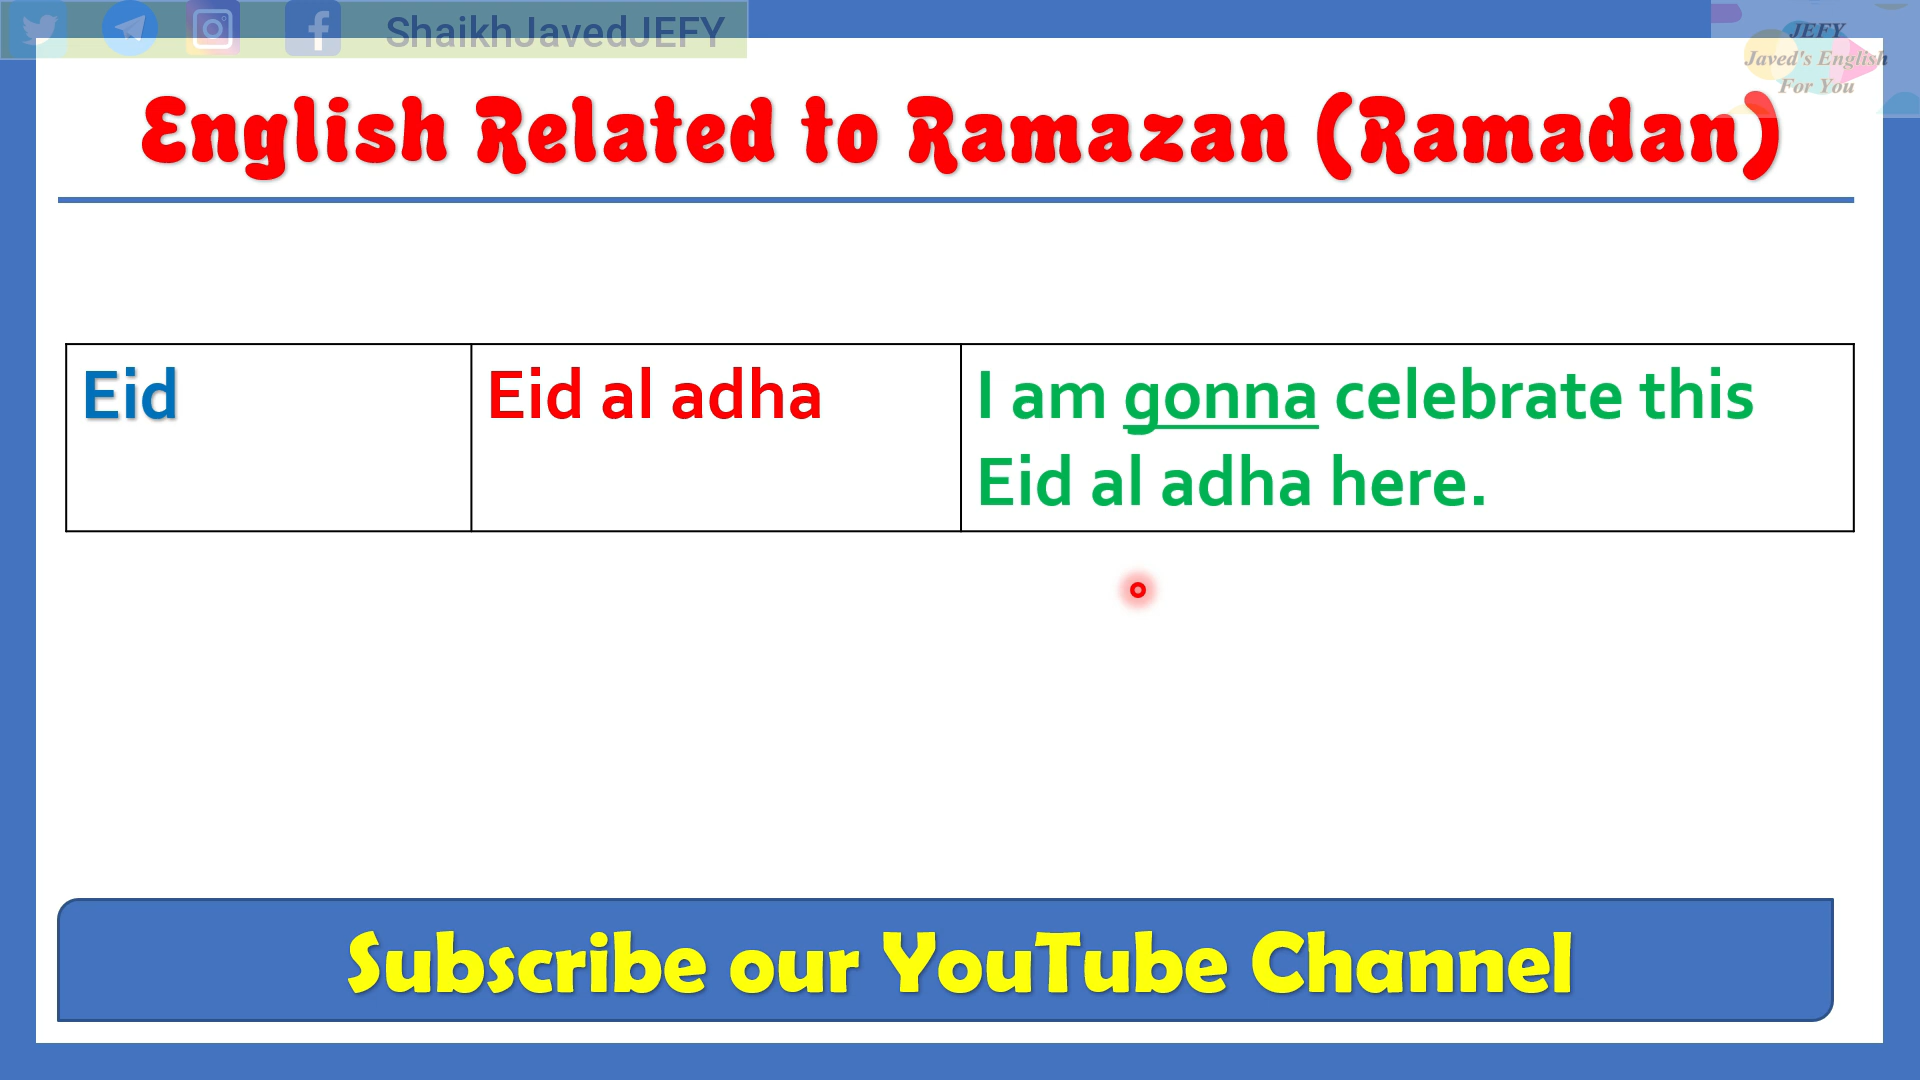 ShaikhJavedJEFY
JEFY
Javed's English
For You
English Related to Ramazan (Ramadan)
Eid
Eid al adha
I am gonna celebrate this
Eid al adha here.
Subscribe our YouTube Channel